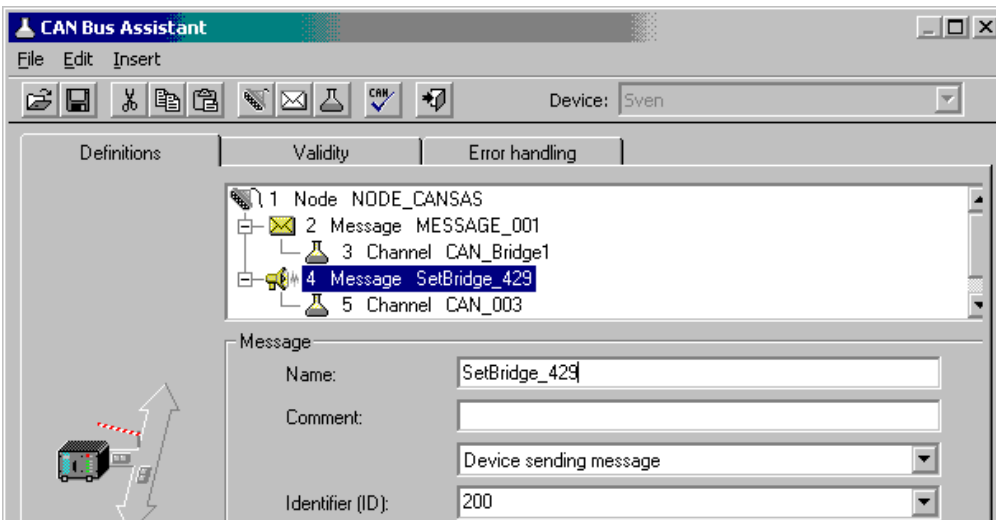 CAN Bus Assistant
File Edit Insert
CAN Device: Sven
Definitions Validity Error handling
1 Node NODE_CANSAS
2 Message MESSAGE_001
3 Channel CAN_Bridge1
4 Message SetBridge_429
5 Channel CAN_003
Message
Name: SetBridge_429
Comment:
Device sending message
Identifier (ID): 200